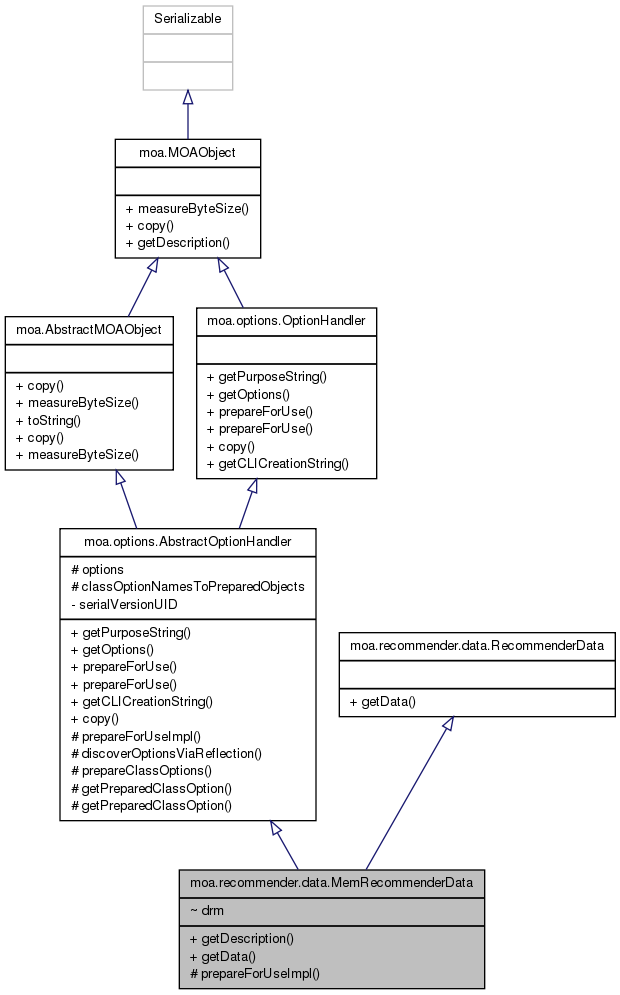 Serializable
moa.MOAObject
+ measureByteSize()
+ copy()
+ getDescription()
moa.AbstractMOAObject
+ copy()
+ measureByteSize()
+ toString()
+ copy()
+ measureByteSize()
moa.options.OptionHandler
+ getPurposeString()
+ getOptions()
+ prepareForUse()
+ prepareForUse()
+ copy()
+ getCLICreationString()
moa.options.AbstractOptionHandler
# options
# classOptionNamesToPreparedObjects
- serialVersionUID
+ getPurposeString()
+ getOptions()
+ prepareForUse()
+ prepareForUse()
+ getCLICreationString()
+ copy()
# prepareForUseImpl()
# discoverOptionsViaReflection()
# prepareClassOptions()
# getPreparedClassOption()
# getPreparedClassOption()
moa.recommender.data.RecommenderData
+ getData()
moa.recommender.data.MemRecommenderData
~ drm
+ getDescription()
+ getData()
# prepareForUseImpl()